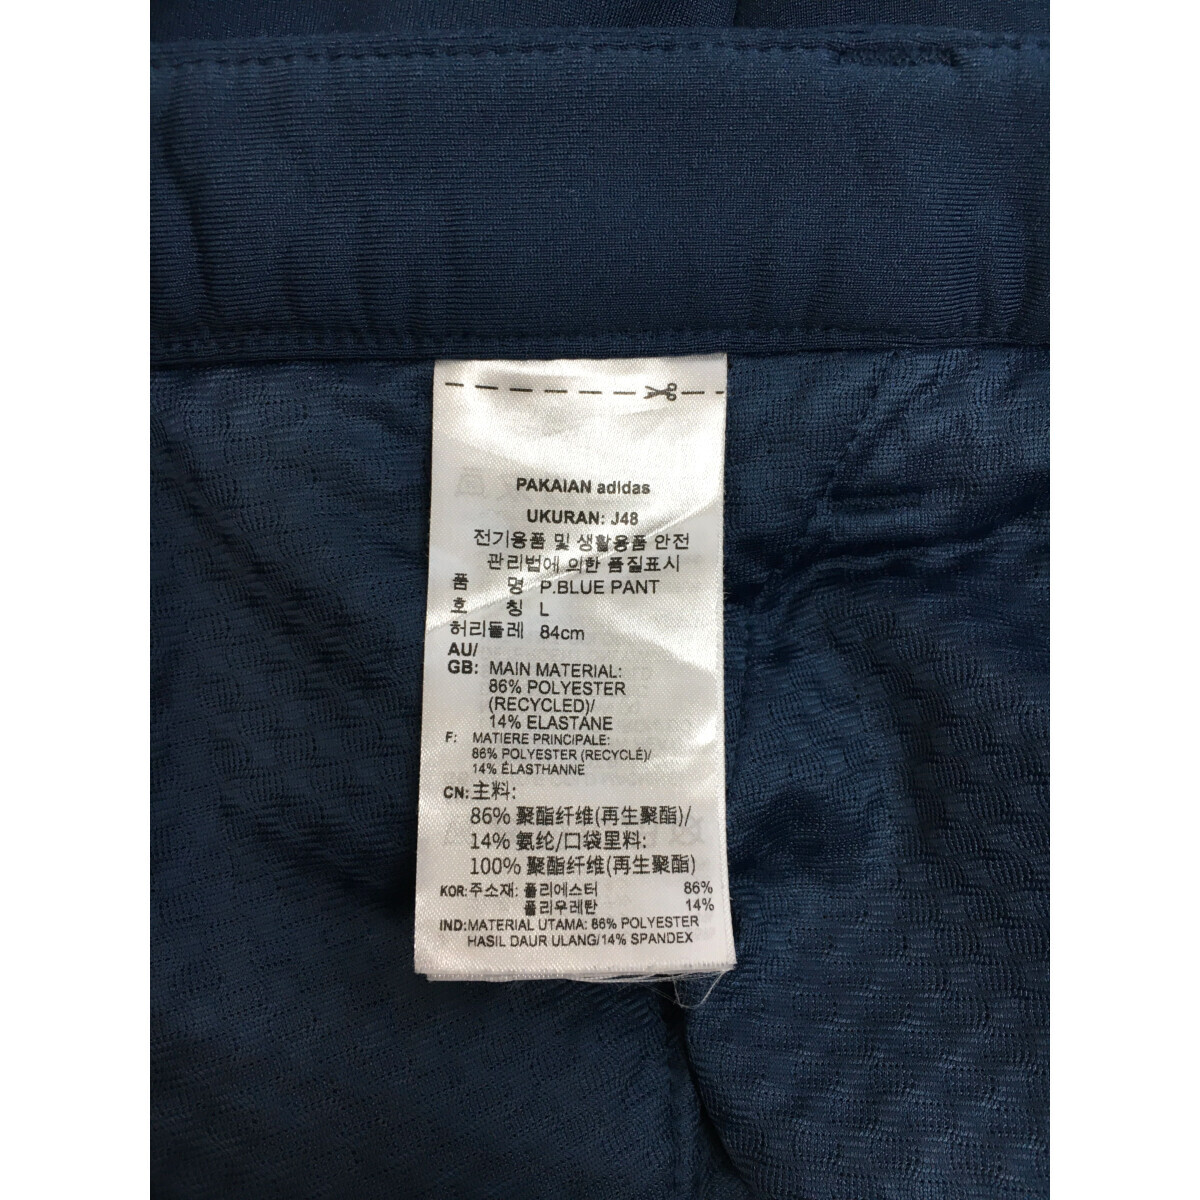 PAKAIAN adidas
UKURAN: J48
전기용품 및 생활용품 안전
관리법에 의한 품질표시
품 명 P.BLUE PANT
호 칭 L
허리둘레 84cm
AU/
GB: MAIN MATERIAL:
86% POLYESTER
(RECYCLED)/
14% ELASTANE
F: MATIERE PRINCIPALE:
86% POLYESTER (RECYCLÉ)/
14% ÉLASTHANNE
CN: 主料:
86% 聚酯纤维(再生聚酯)/
14% 氨纶/口袋里料:
100% 聚酯纤维(再生聚酯)
KOR: 주소재: 폴리에스터 86%
폴리우레탄 14%
IND: MATERIAL UTAMA: 86% POLYESTER
HASIL DAUR ULANG/14% SPANDEX